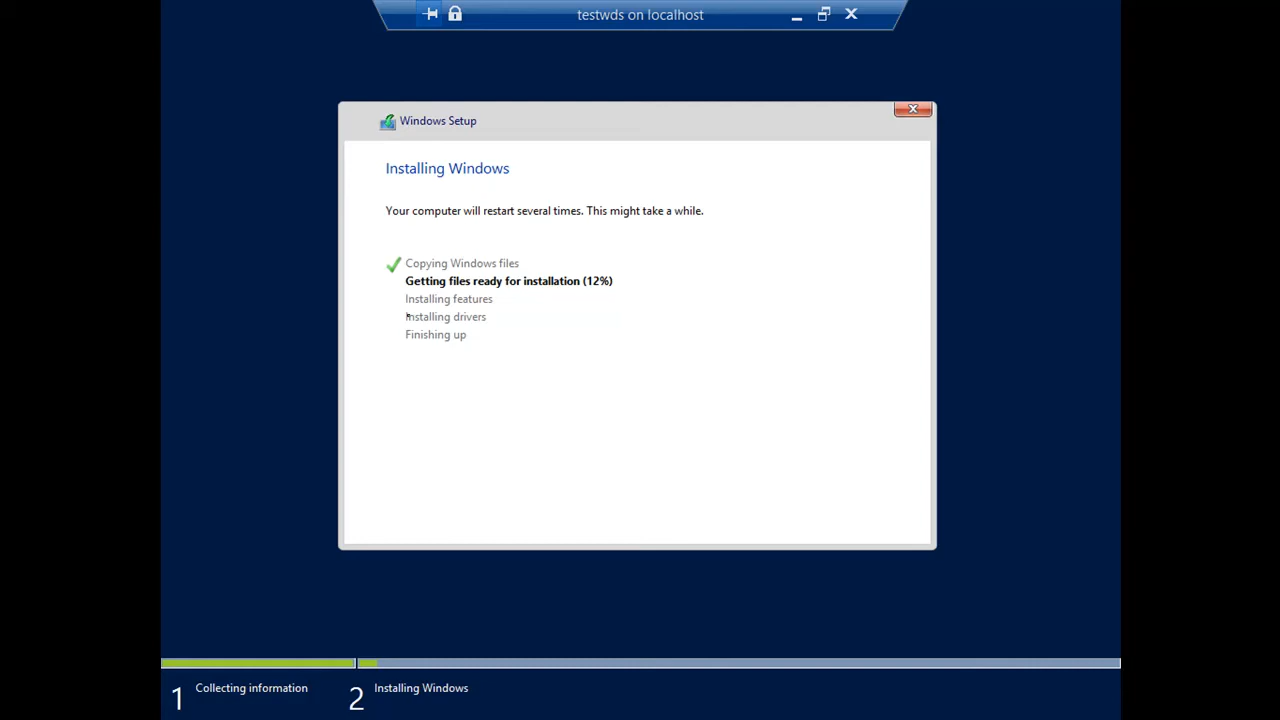 testwds on localhost
Windows Setup
Installing Windows
Your computer will restart several times. This might take a while.
Copying Windows files
Getting files ready for installation (12%)
Installing features
Installing drivers
Finishing up
1 Collecting information
2 Installing Windows